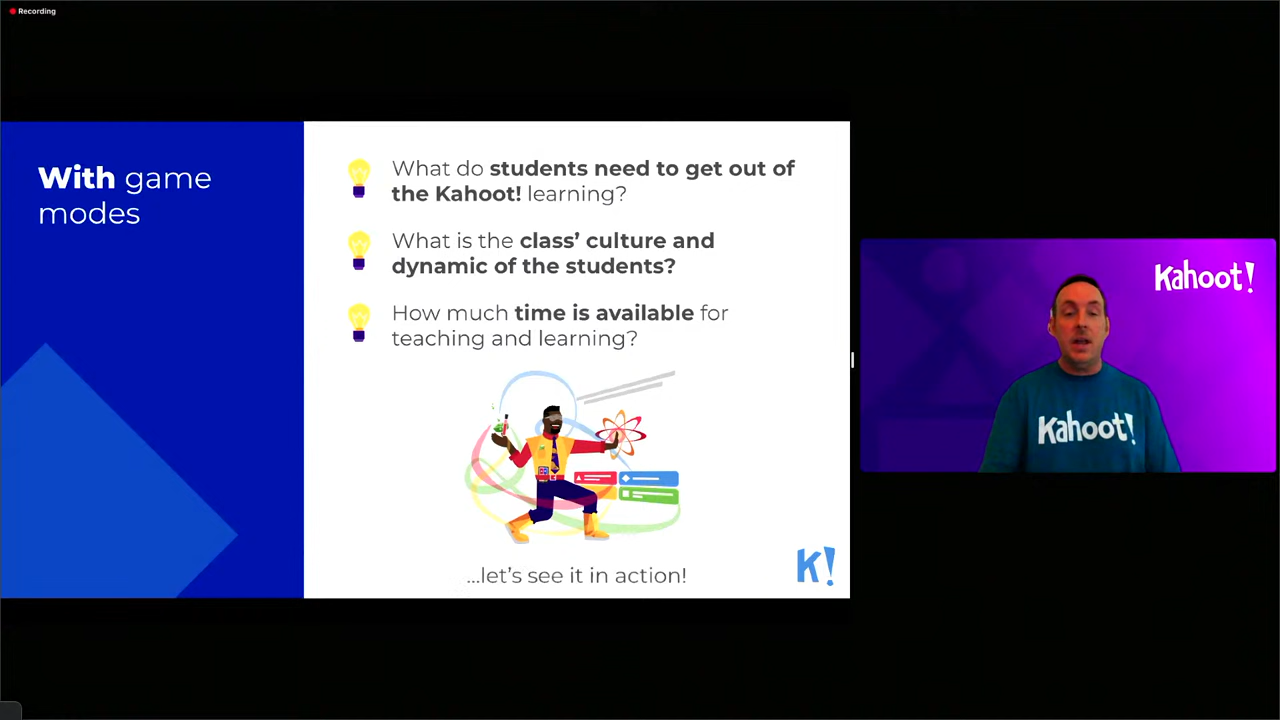 Recording
With game
modes
What do students need to get out of
the Kahoot! learning?
What is the class’ culture and
dynamic of the students?
How much time is available for
teaching and learning?
...let’s see it in action!
K!
Kahoot!
Kahoot!